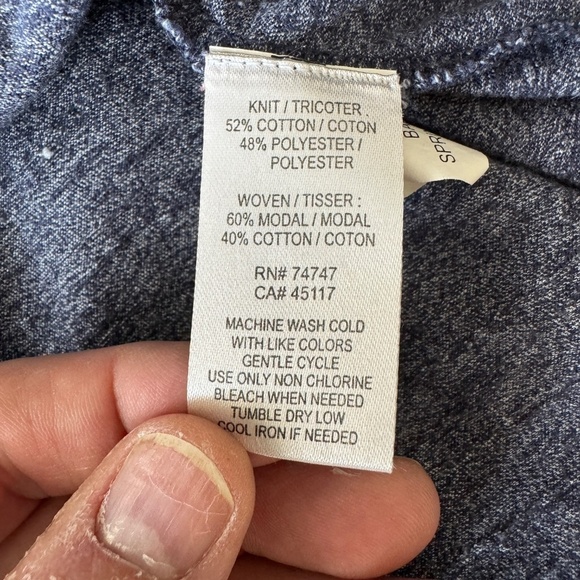 KNIT / TRICOTER :
52% COTTON / COTON
48% POLYESTER /
POLYESTER
WOVEN / TISSER :
60% MODAL / MODAL
40% COTTON / COTON
RN# 74747
CA# 45117
MACHINE WASH COLD
WITH LIKE COLORS
GENTLE CYCLE
USE ONLY NON CHLORINE
BLEACH WHEN NEEDED
TUMBLE DRY LOW
COOL IRON IF NEEDED